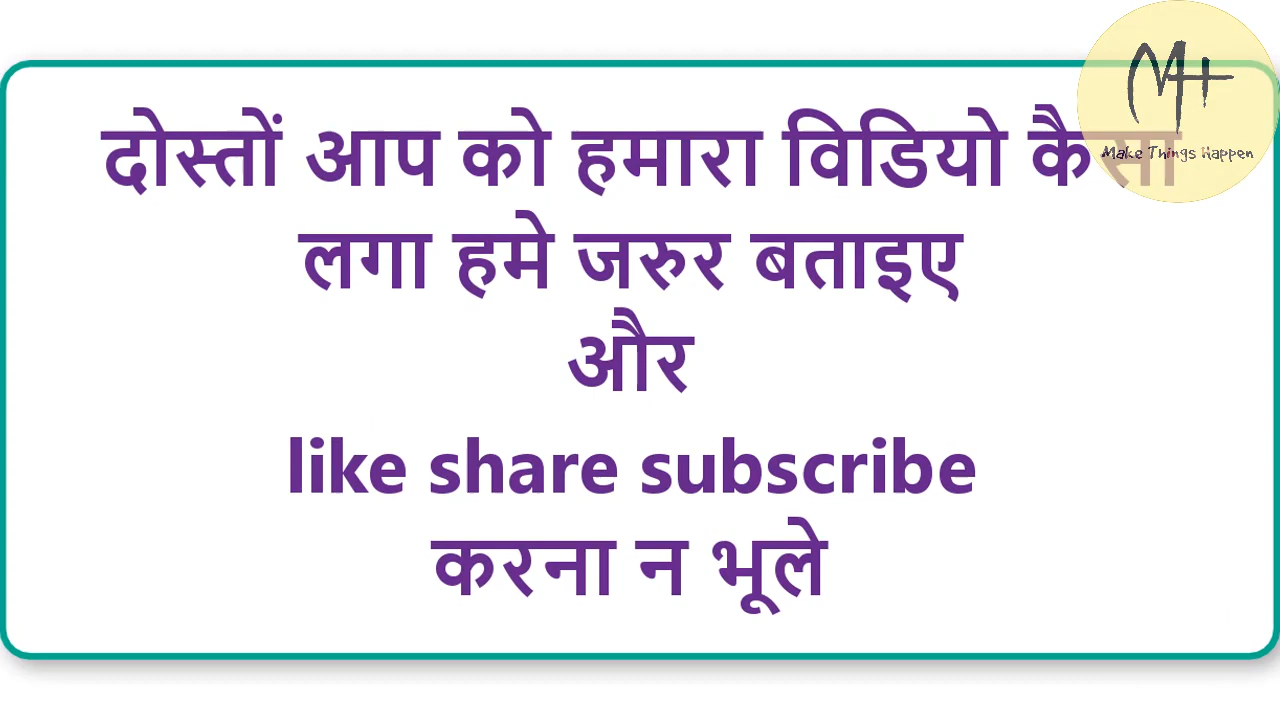 दोस्तों आप को हमारा विडियो कैसा
लगा हमे जरुर बताइए
और
like share subscribe
करना न भूले
M+
Make Things Happen